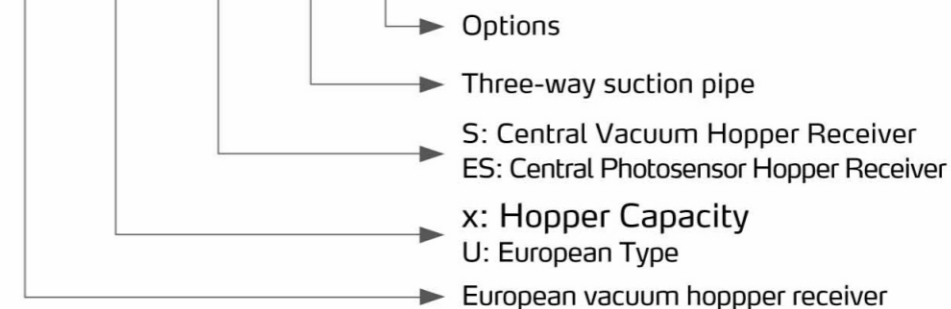 Options
Three-way suction pipe
S: Central Vacuum Hopper Receiver
ES: Central Photosensor Hopper Receiver
x: Hopper Capacity
U: European Type
European vacuum hoppper receiver